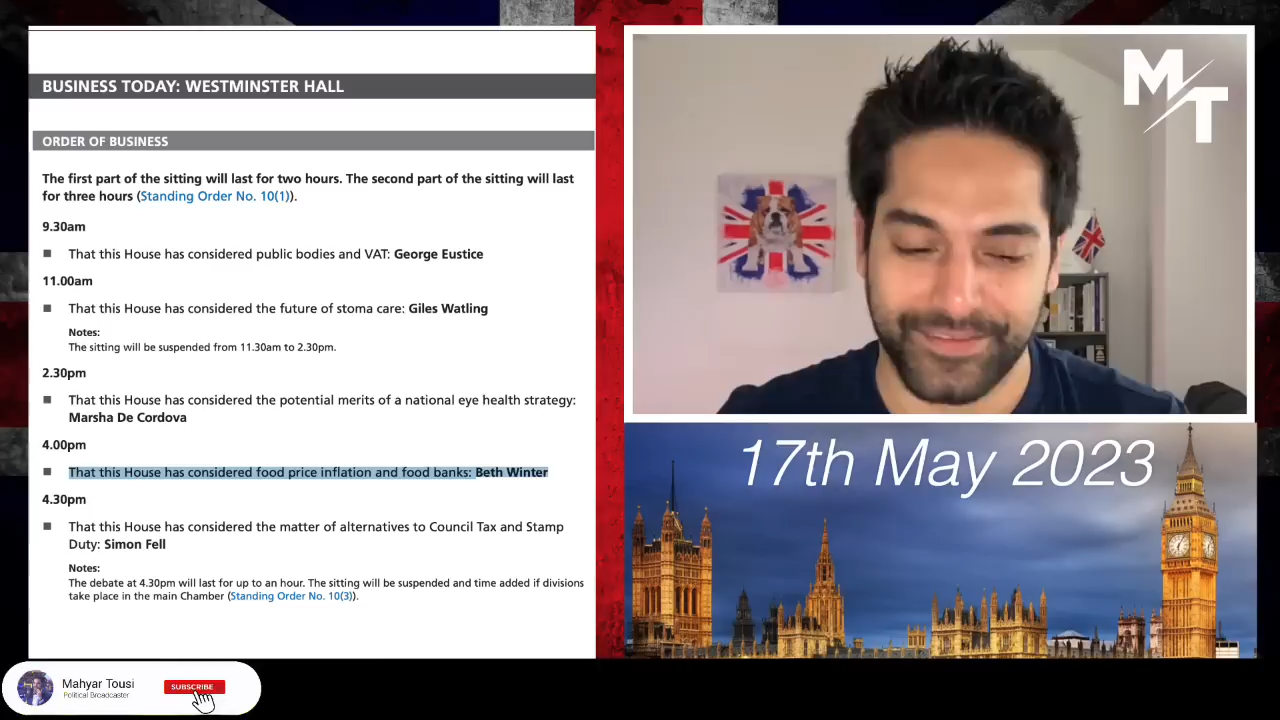 BUSINESS TODAY: WESTMINSTER HALL
ORDER OF BUSINESS
The first part of the sitting will last for two hours. The second part of the sitting will last
for three hours (Standing Order No. 10(1)).
9.30am
■ That this House has considered public bodies and VAT: George Eustice
11.00am
■ That this House has considered the future of stoma care: Giles Watling
Notes:
The sitting will be suspended from 11.30am to 2.30pm.
2.30pm
■ That this House has considered the potential merits of a national eye health strategy:
Marsha De Cordova
4.00pm
■ That this House has considered food price inflation and food banks: Beth Winter
4.30pm
■ That this House has considered the matter of alternatives to Council Tax and Stamp
Duty: Simon Fell
Notes:
The debate at 4.30pm will last for up to an hour. The sitting will be suspended and time added if divisions
take place in the main Chamber (Standing Order No. 10(3)).
MT
17th May 2023
Mahyar Tousi
Political Broadcaster
SUBSCRIBE